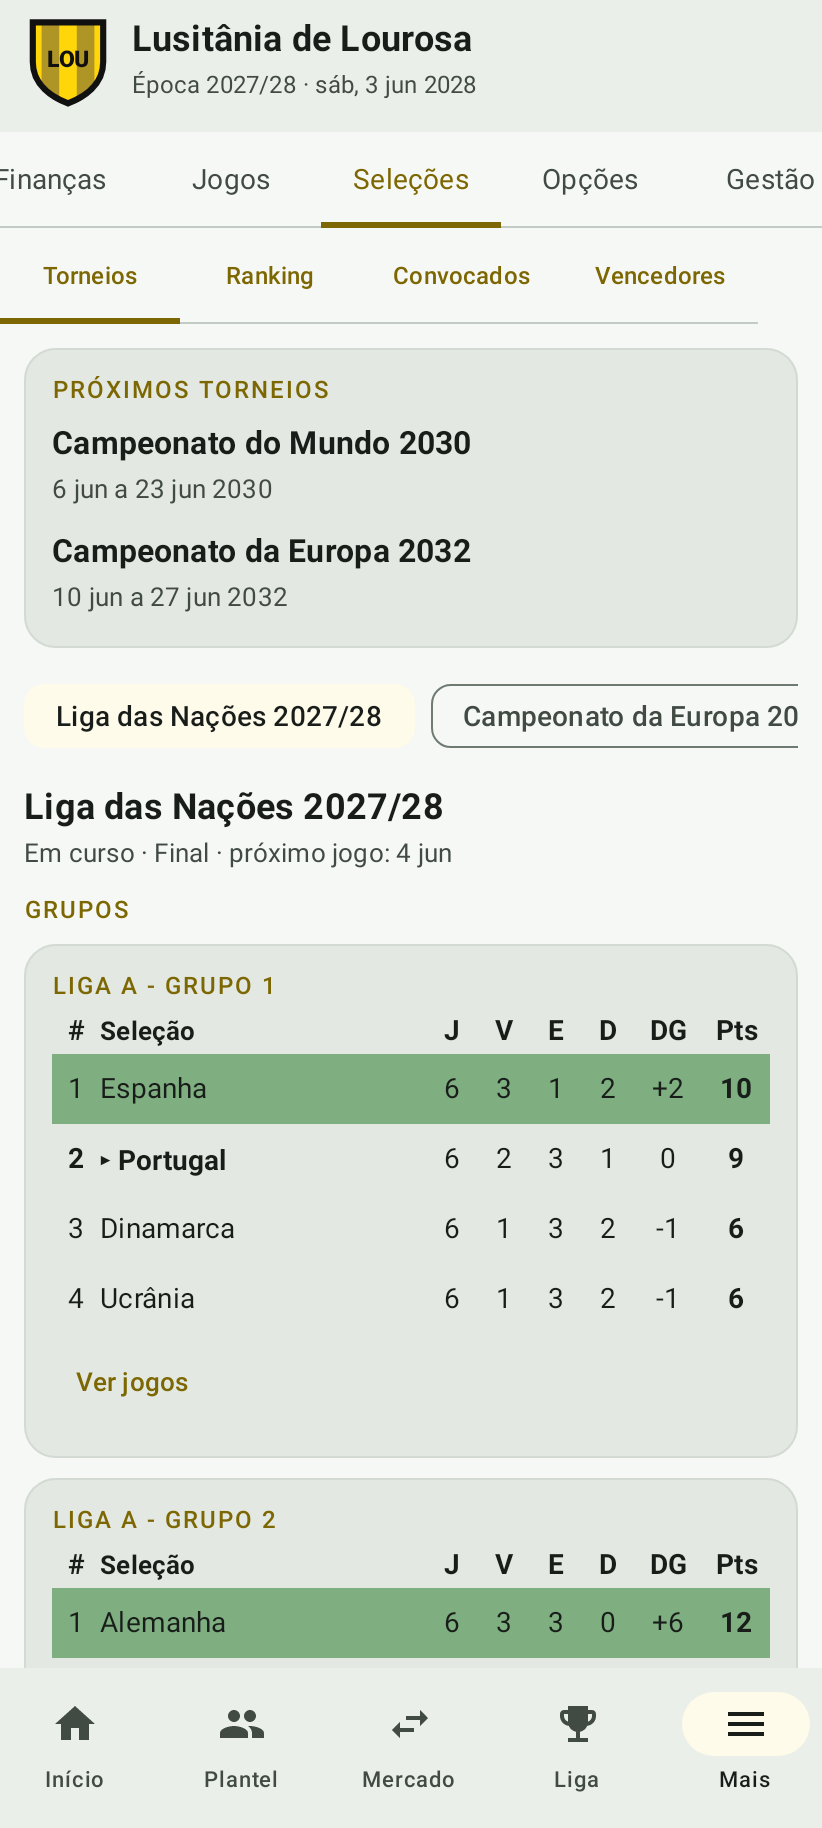 LOU
Lusitânia de Lourosa
Época 2027/28 · sáb, 3 jun 2028
Finanças Jogos Seleções Opções Gestão
Torneios Ranking Convocados Vencedores
PRÓXIMOS TORNEIOS
Campeonato do Mundo 2030
6 jun a 23 jun 2030
Campeonato da Europa 2032
10 jun a 27 jun 2032
Liga das Nações 2027/28 Campeonato da Europa 20
Liga das Nações 2027/28
Em curso · Final · próximo jogo: 4 jun
GRUPOS
LIGA A - GRUPO 1
# Seleção J V E D DG Pts
1 Espanha 6 3 1 2 +2 10
2 ▸ Portugal 6 2 3 1 0 9
3 Dinamarca 6 1 3 2 -1 6
4 Ucrânia 6 1 3 2 -1 6
Ver jogos
LIGA A - GRUPO 2
# Seleção J V E D DG Pts
1 Alemanha 6 3 3 0 +6 12
Início Plantel Mercado Liga Mais